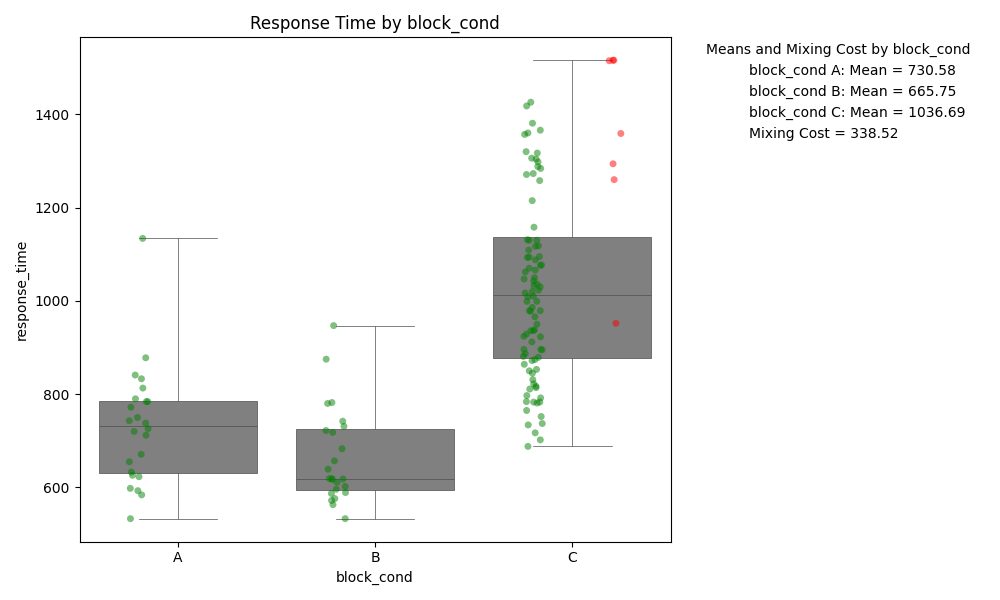 Response Time by block_cond
Means and Mixing Cost by block_cond
block_cond A: Mean = 730.58
block_cond B: Mean = 665.75
block_cond C: Mean = 1036.69
Mixing Cost = 338.52
response_time
1400
1200
1000
800
600
A B C
block_cond